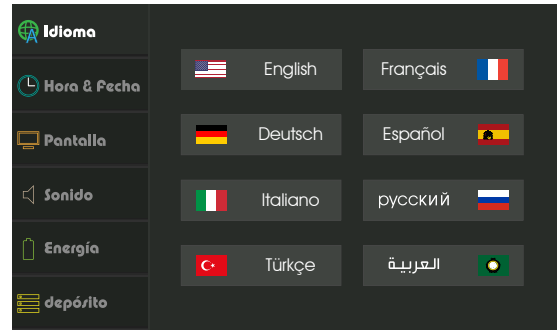 Idioma
Hora & Fecha
Pantalla
Sonido
Energía
depósito
English
Français
Deutsch
Español
Italiano
русский
Türkçe
العربية